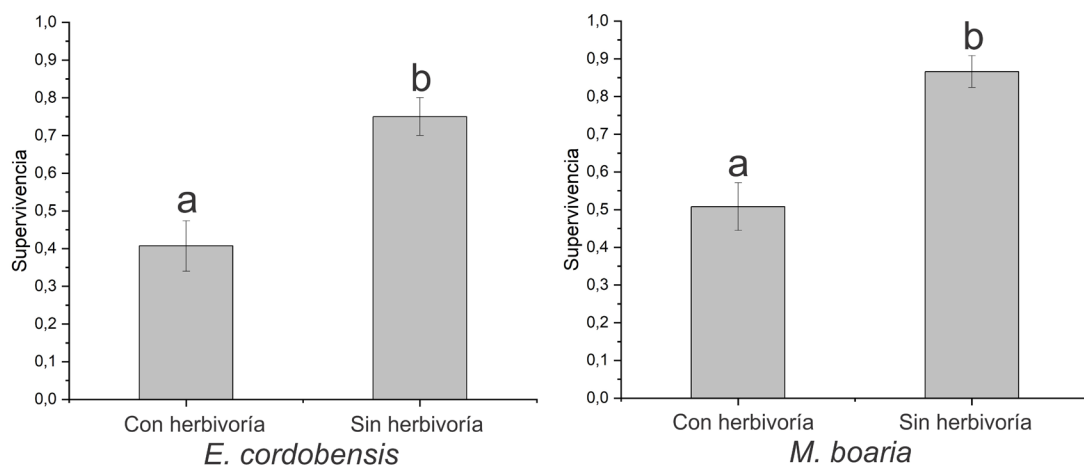 1,0
0,9
0,8
0,7
0,6
0,5
0,4
0,3
0,2
0,1
0,0
Supervivencia
a
b
Con herbivoría
Sin herbivoría
E. cordobensis
1,0
0,9
0,8
0,7
0,6
0,5
0,4
0,3
0,2
0,1
0,0
Supervivencia
a
b
Con herbivoría
Sin herbivoría
M. boaria